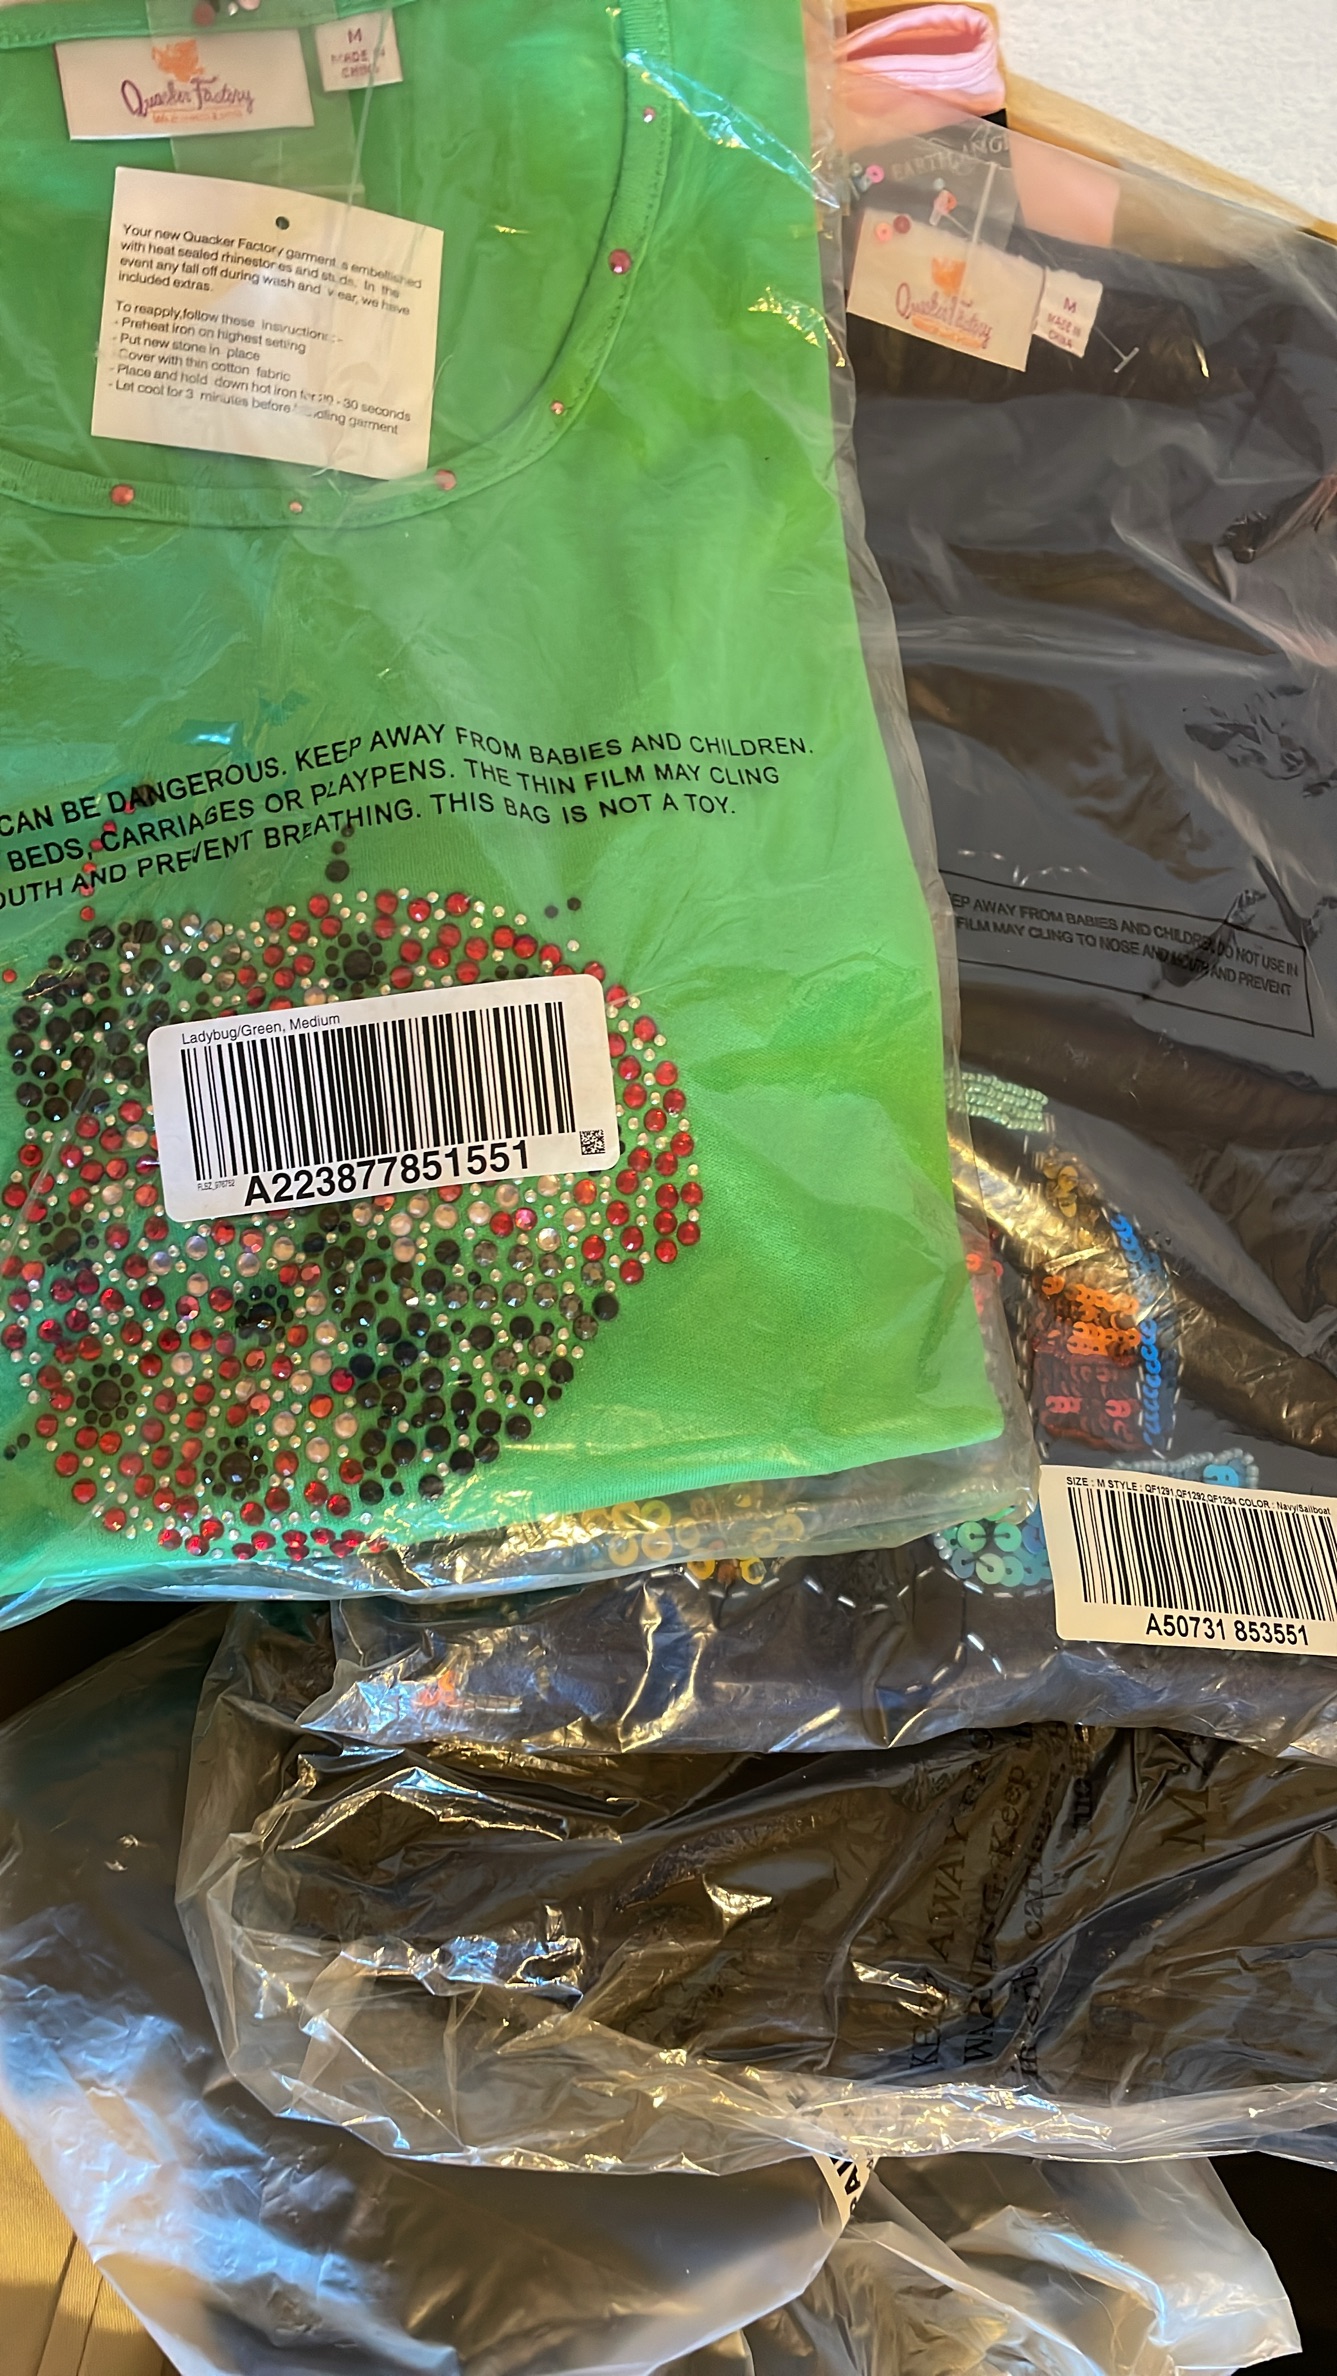 Quacker Factory
M
MADE IN
CHINA
Your new Quacker Factory garment is embellished
with heat sealed rhinestones and studs. In the
event any fall off during wash and wear, we have
included extras.
To reapply,follow these instructions:-
- Preheat iron on highest setting
- Put new stone in place
- Cover with thin cotton fabric
- Place and hold down hot iron for 20 - 30 seconds
- Let cool for 3 minutes before handling garment
CAN BE DANGEROUS. KEEP AWAY FROM BABIES AND CHILDREN.
BEDS, CARRIAGES OR PLAYPENS. THE THIN FILM MAY CLING
OUTH AND PREVENT BREATHING. THIS BAG IS NOT A TOY.
Ladybug/Green, Medium
A223877851551
EARTH ANG
Quacker Factory
M
MADE IN
CHINA
EP AWAY FROM BABIES AND CHILDREN. DO NOT USE IN
FILM MAY CLING TO NOSE AND MOUTH AND PREVENT
SIZE : M STYLE : QF1291,QF1292,QF1294 COLOR : Navy/Sailboat
A50731 853551
AWAY
Keep
M